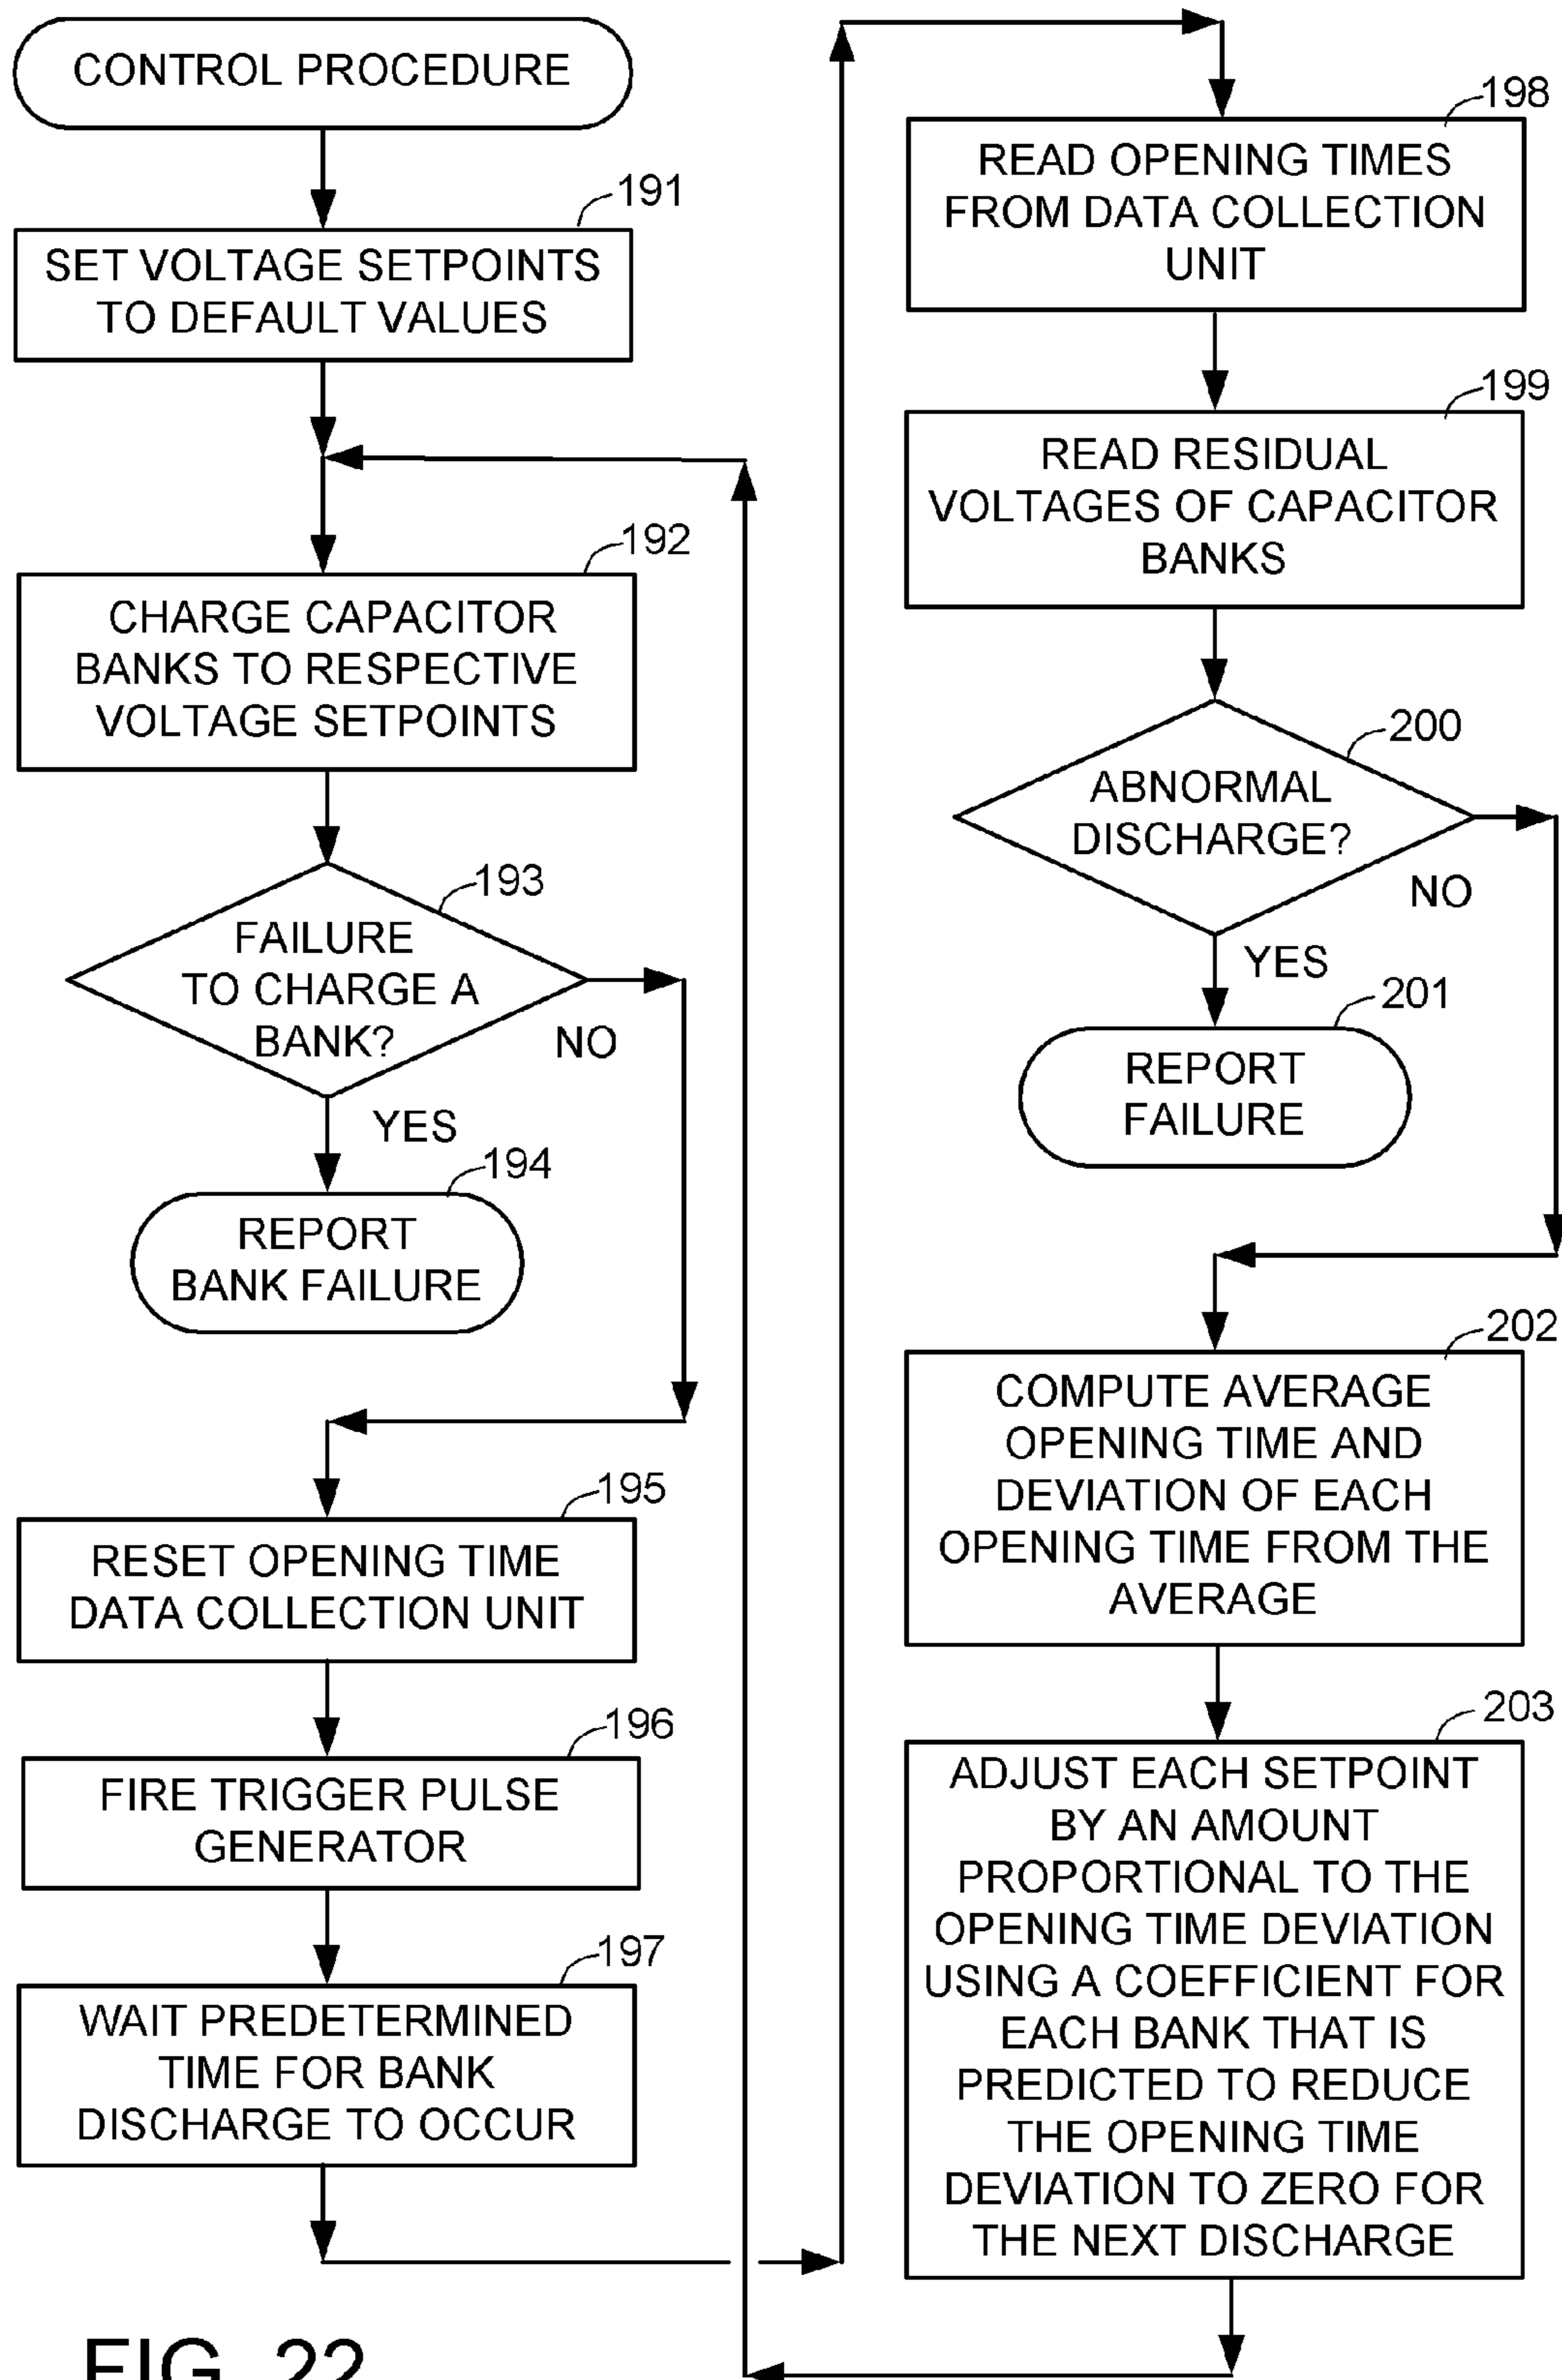 CONTROL PROCEDURE
191
SET VOLTAGE SETPOINTS
TO DEFAULT VALUES
192
CHARGE CAPACITOR
BANKS TO RESPECTIVE
VOLTAGE SETPOINTS
193
FAILURE
TO CHARGE A
BANK?
NO
YES
194
REPORT
BANK FAILURE
195
RESET OPENING TIME
DATA COLLECTION UNIT
196
FIRE TRIGGER PULSE
GENERATOR
197
WAIT PREDETERMINED
TIME FOR BANK
DISCHARGE TO OCCUR
198
READ OPENING TIMES
FROM DATA COLLECTION
UNIT
199
READ RESIDUAL
VOLTAGES OF CAPACITOR
BANKS
200
ABNORMAL
DISCHARGE?
NO
YES
201
REPORT
FAILURE
202
COMPUTE AVERAGE
OPENING TIME AND
DEVIATION OF EACH
OPENING TIME FROM THE
AVERAGE
203
ADJUST EACH SETPOINT
BY AN AMOUNT
PROPORTIONAL TO THE
OPENING TIME DEVIATION
USING A COEFFICIENT FOR
EACH BANK THAT IS
PREDICTED TO REDUCE
THE OPENING TIME
DEVIATION TO ZERO FOR
THE NEXT DISCHARGE
FIG. 22